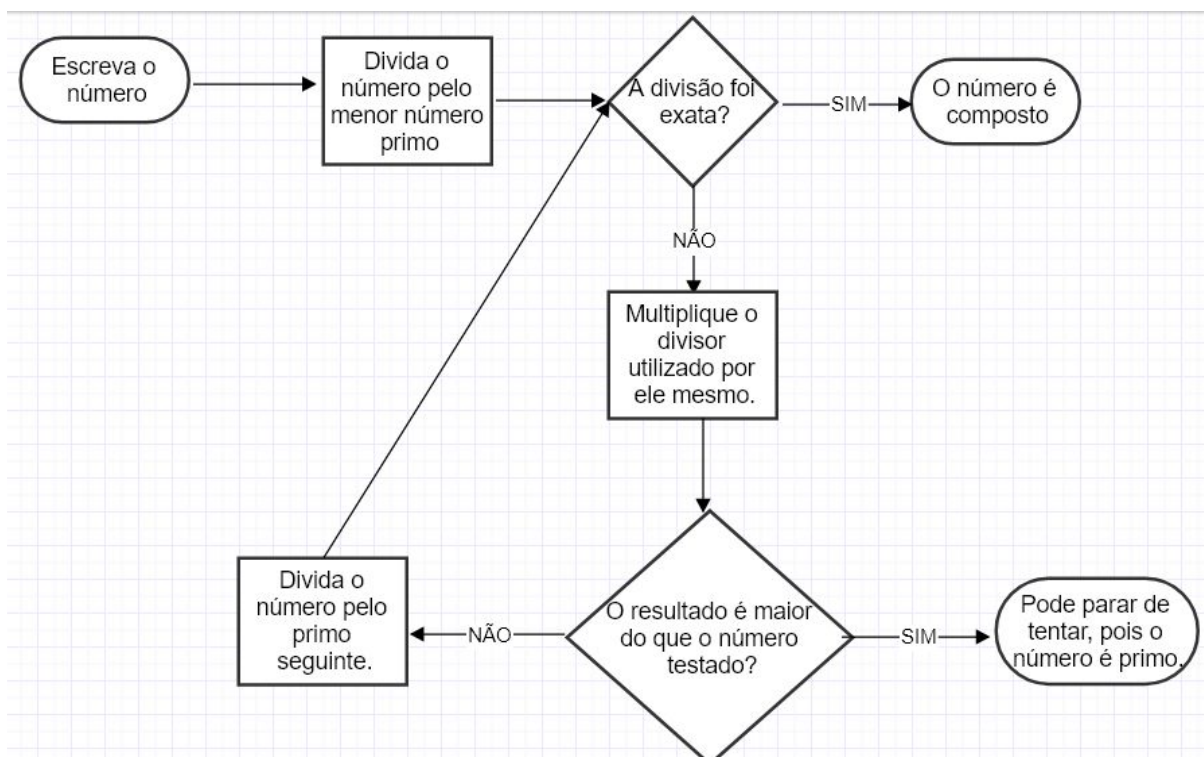 Escreva o
número
Divida o
número pelo
menor número
primo
A divisão foi
exata?
SIM
O número é
composto
NÃO
Multiplique o
divisor
utilizado por
ele mesmo.
O resultado é maior
do que o número
testado?
SIM
Pode parar de
tentar, pois o
número é primo.
NÃO
Divida o
número pelo
primo
seguinte.